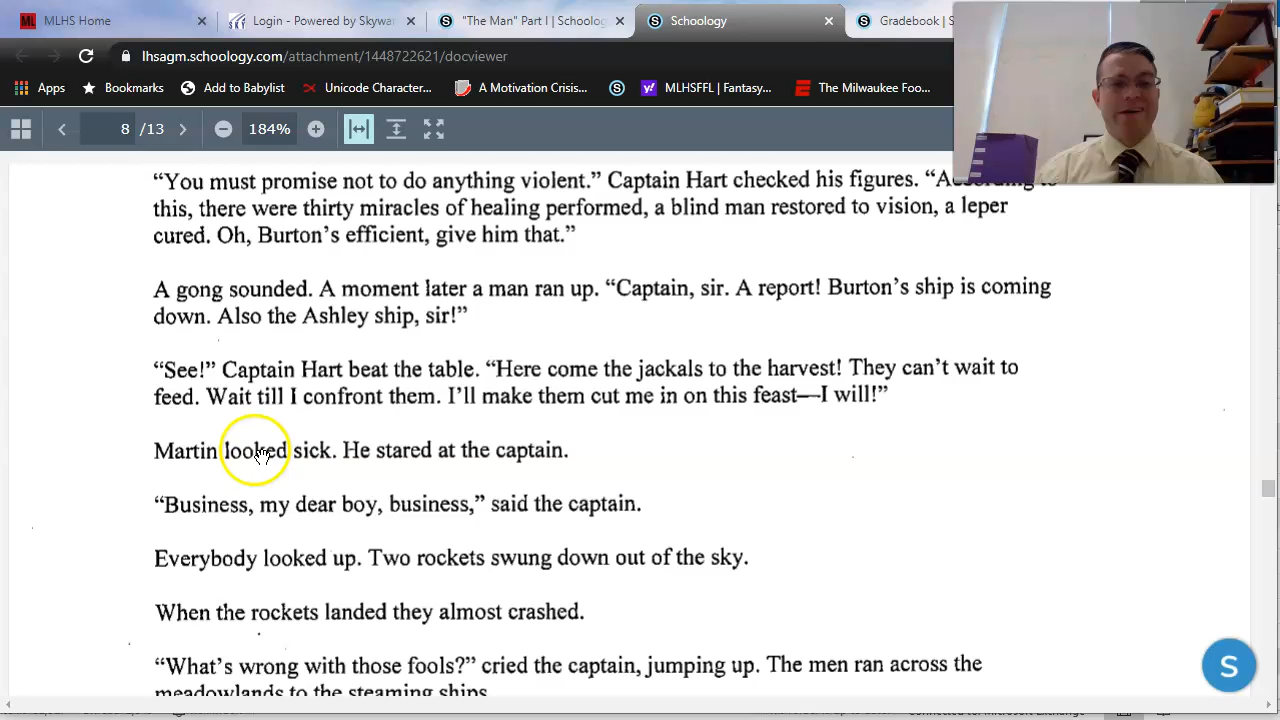 MLHS Home
Login - Powered by Skywar
"The Man" Part I | Schoolog
Schoology
Gradebook | S
lhsagm.schoology.com/attachment/1448722621/docviewer
Apps
Bookmarks
Add to Babylist
Unicode Character...
A Motivation Crisis...
MLHSFFL | Fantasy...
The Milwaukee Foo...
8 /13
184%
“You must promise not to do anything violent.” Captain Hart checked his figures. “According to
this, there were thirty miracles of healing performed, a blind man restored to vision, a leper
cured. Oh, Burton’s efficient, give him that.”
A gong sounded. A moment later a man ran up. “Captain, sir. A report! Burton’s ship is coming
down. Also the Ashley ship, sir!”
“See!” Captain Hart beat the table. “Here come the jackals to the harvest! They can’t wait to
feed. Wait till I confront them. I’ll make them cut me in on this feast—I will!”
Martin looked sick. He stared at the captain.
“Business, my dear boy, business,” said the captain.
Everybody looked up. Two rockets swung down out of the sky.
When the rockets landed they almost crashed.
“What’s wrong with those fools?” cried the captain, jumping up. The men ran across the
meadowlands to the steaming ships.
S